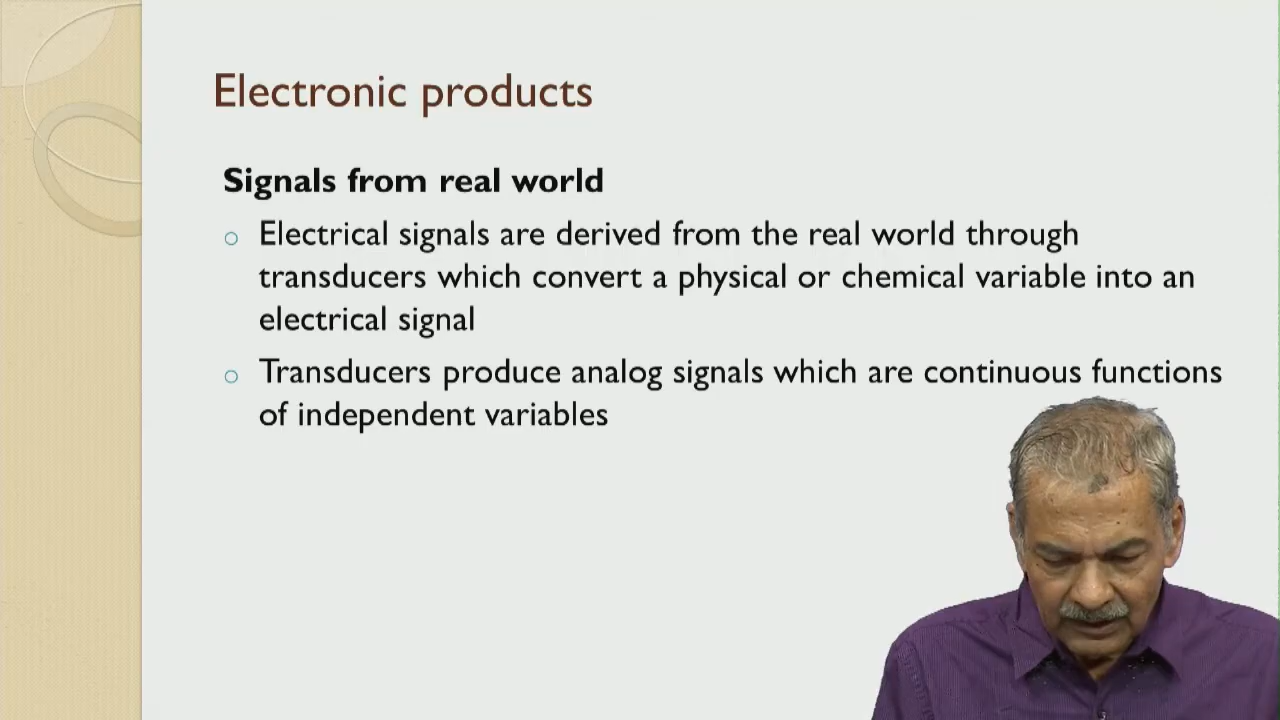 Electronic products
Signals from real world
Electrical signals are derived from the real world through
transducers which convert a physical or chemical variable into an
electrical signal
Transducers produce analog signals which are continuous functions
of independent variables